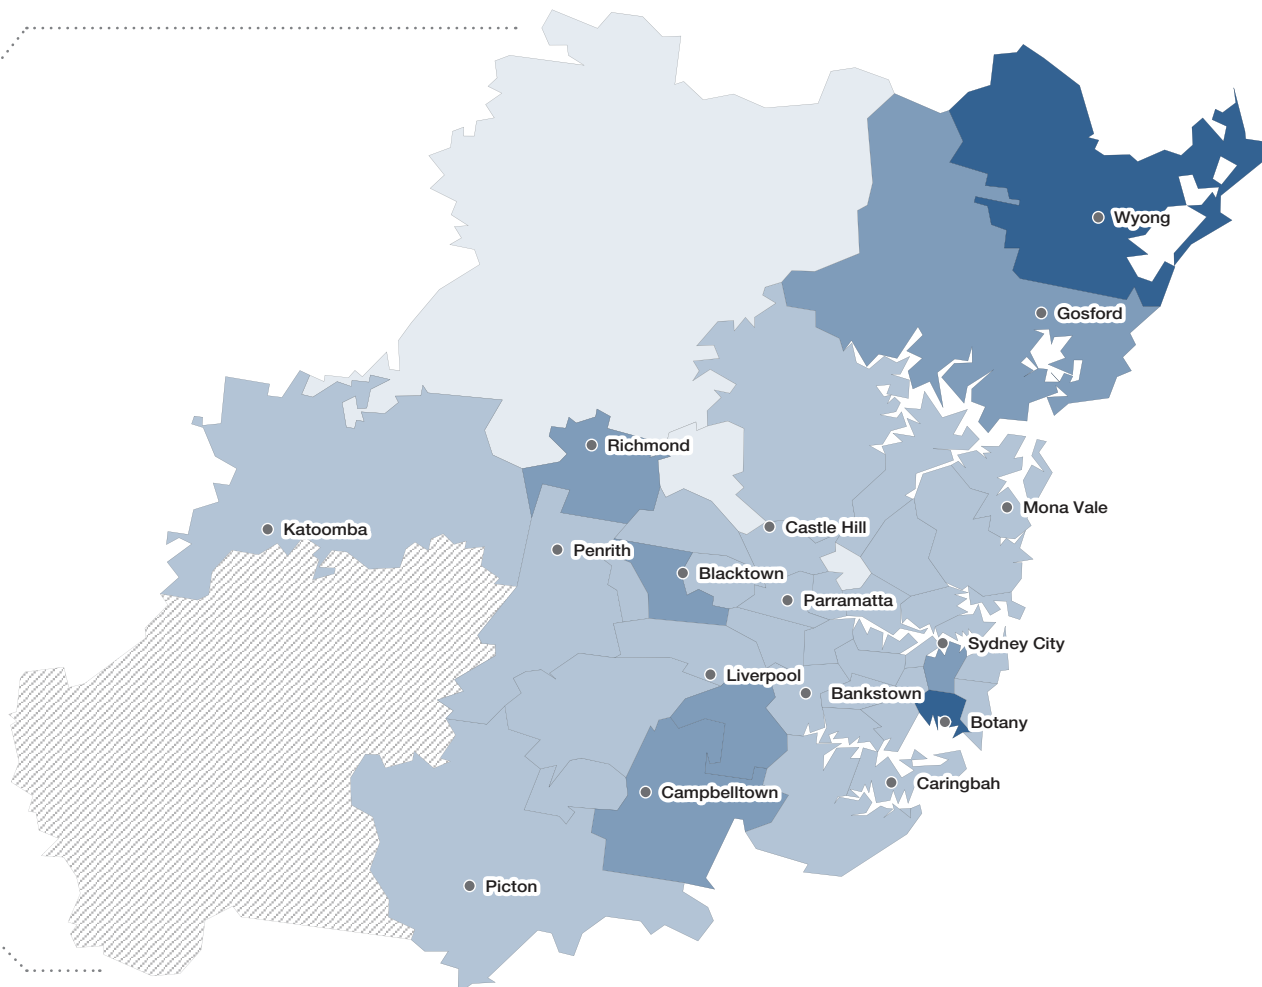 Wyong
Gosford
Richmond
Mona Vale
Castle Hill
Katoomba
Penrith
Blacktown
Parramatta
Sydney City
Liverpool
Bankstown
Botany
Caringbah
Campbelltown
Picton